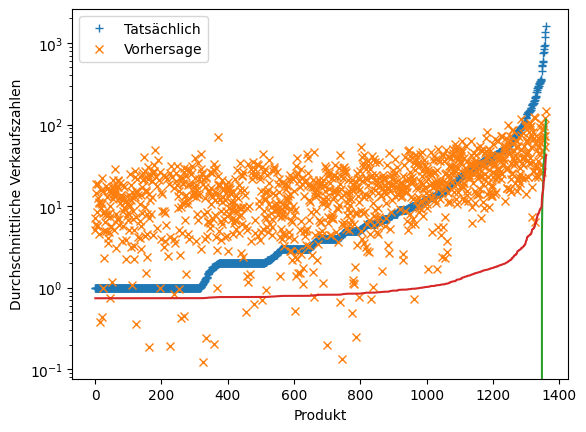 Tatsächlich
Vorhersage
Durchschnittliche Verkaufszahlen
10³
10²
10¹
10⁰
10⁻¹
0 200 400 600 800 1000 1200 1400
Produkt